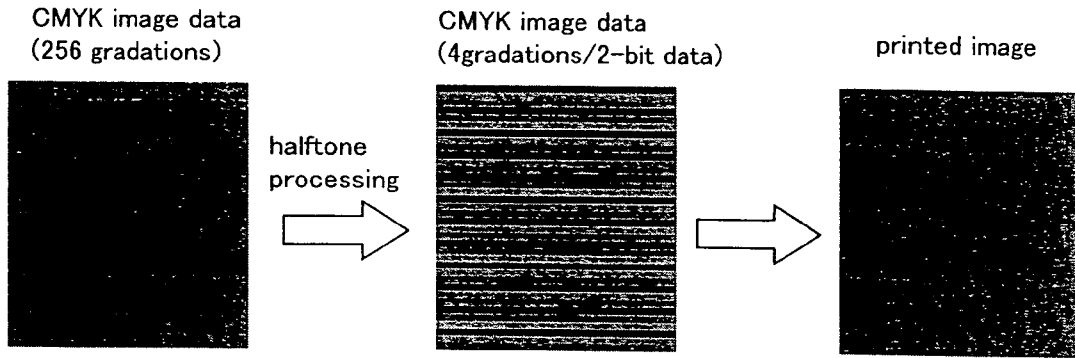 CMYK image data
(256 gradations)
CMYK image data
(4gradations/2-bit data)
printed image
halftone
processing